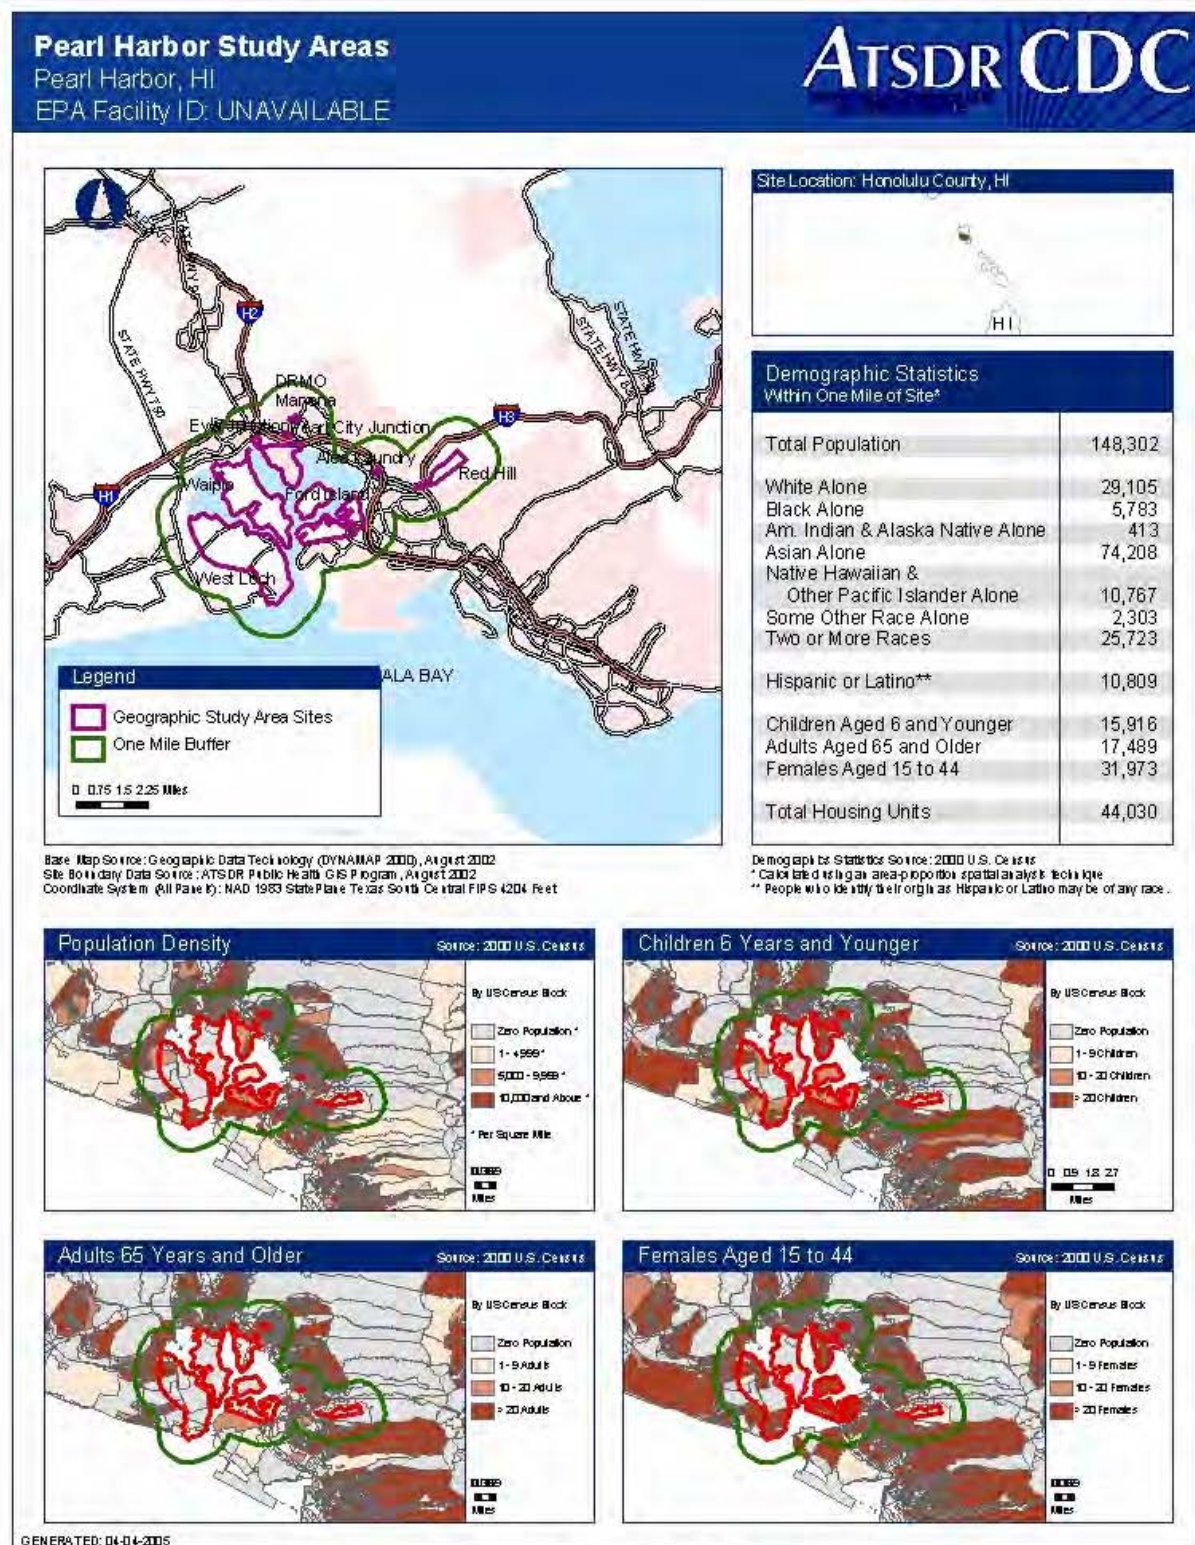 Pearl Harbor Study Areas
Pearl Harbor, HI
EPA Facility ID: UNAVAILABLE
ATSDR CDC
Site Location: Honolulu County, HI
HI
H2
STATE HWY 750
STATE HWY
STATE HWY
DRMO
Manana
City Junction
H3
Red Hill
Waipio
Ford Island
H1
West Loch
ALA BAY
Legend
Geographic Study Area Sites
One Mile Buffer
0 0.75 1.5 2.25 Miles
Demographic Statistics
Within One Mile of Site*
Total Population 148,302
White Alone 29,105
Black Alone 5,783
Am. Indian & Alaska Native Alone 413
Asian Alone 74,208
Native Hawaiian &
Other Pacific Islander Alone 10,767
Some Other Race Alone 2,303
Two or More Races 25,723
Hispanic or Latino** 10,809
Children Aged 6 and Younger 15,916
Adults Aged 65 and Older 17,489
Females Aged 15 to 44 31,973
Total Housing Units 44,030
Base Map Source: Geographic Data Technology (DYNAMAP 2000), August 2002
Site Boundary Data Source: ATSDR Public Health GIS Program, August 2002
Coordinate System (All Panels): NAD 1983 StatePlane Texas South Central FIPS 4204 Feet
Demographics Statistics Source: 2000 U.S. Census
* Calculated using an area-proportion spatial analysis technique
** People who identify their origin as Hispanic or Latino may be of any race.
Population Density Source: 2000 U.S. Census
By US Census Block
Zero Population *
1 - 4,999 *
5,000 - 9,999 *
10,000 and Above *
* Per Square Mile
Miles
Children 6 Years and Younger Source: 2000 U.S. Census
By US Census Block
Zero Population
1 - 9 Children
10 - 20 Children
> 20 Children
0 0.9 1.8 2.7
Miles
Adults 65 Years and Older Source: 2000 U.S. Census
By US Census Block
Zero Population
1 - 9 Adults
10 - 20 Adults
> 20 Adults
Miles
Females Aged 15 to 44 Source: 2000 U.S. Census
By US Census Block
Zero Population
1 - 9 Females
10 - 20 Females
> 20 Females
Miles
GENERATED: 04-04-2005